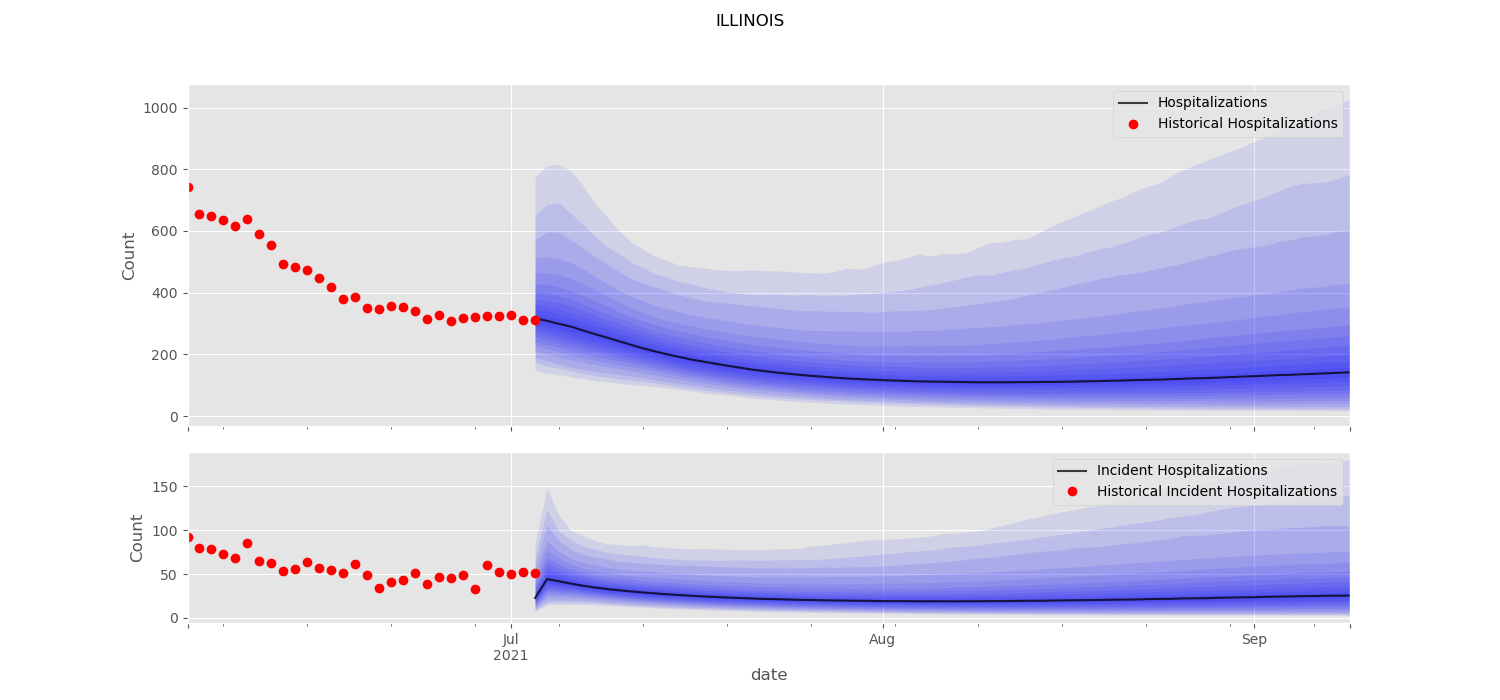 ILLINOIS
1000
800
600
400
200
0
Count
Hospitalizations
Historical Hospitalizations
150
100
50
0
Count
Incident Hospitalizations
Historical Incident Hospitalizations
Jul
2021
Aug
Sep
date